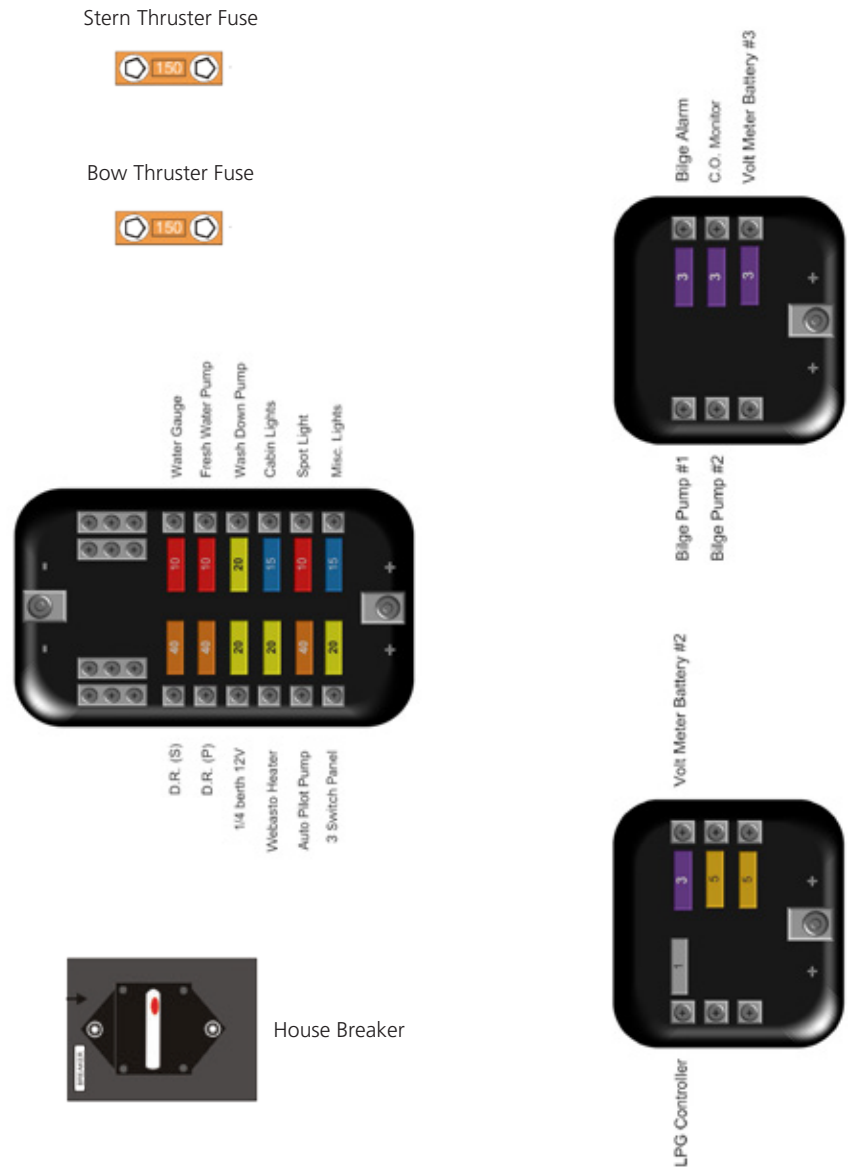 Stern Thruster Fuse
150
Bow Thruster Fuse
150
Water Gauge
Fresh Water Pump
Wash Down Pump
Cabin Lights
Spot Light
Misc. Lights
- -
10
10
20
15
10
15
40
40
20
20
40
20
+ +
D.R. (S)
D.R. (P)
1/4 berth 12V
Webasto Heater
Auto Pilot Pump
3 Switch Panel
BREAKER
House Breaker
Bilge Alarm
C.O. Monitor
Volt Meter Battery #3
3
3
3
+ +
Bilge Pump #1
Bilge Pump #2
Volt Meter Battery #2
3
5
5
1
+ +
LPG Controller